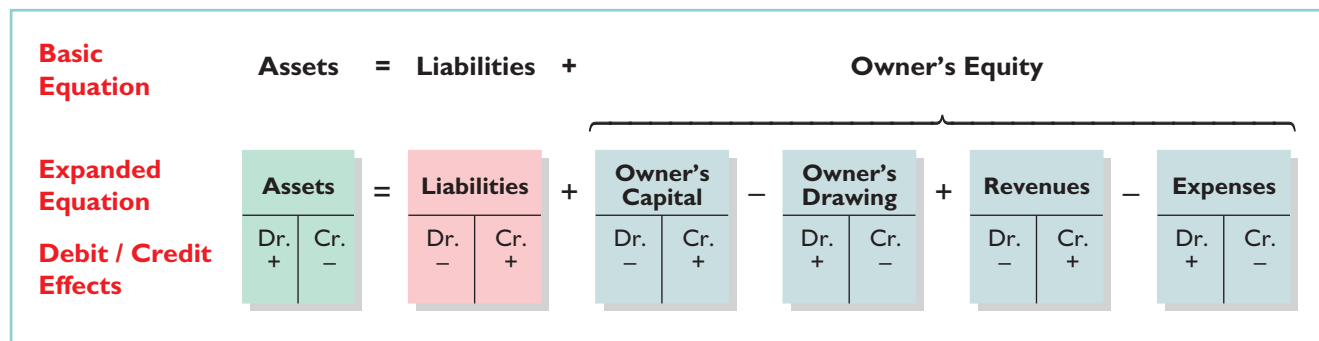 Basic
Equation
Assets = Liabilities + Owner's Equity
Expanded
Equation
Assets = Liabilities + Owner's Capital – Owner's Drawing + Revenues – Expenses
Debit / Credit
Effects
Dr. Cr. Dr. Cr. Dr. Cr. Dr. Cr. Dr. Cr. Dr. Cr.
+ – – + – + + – – + + –